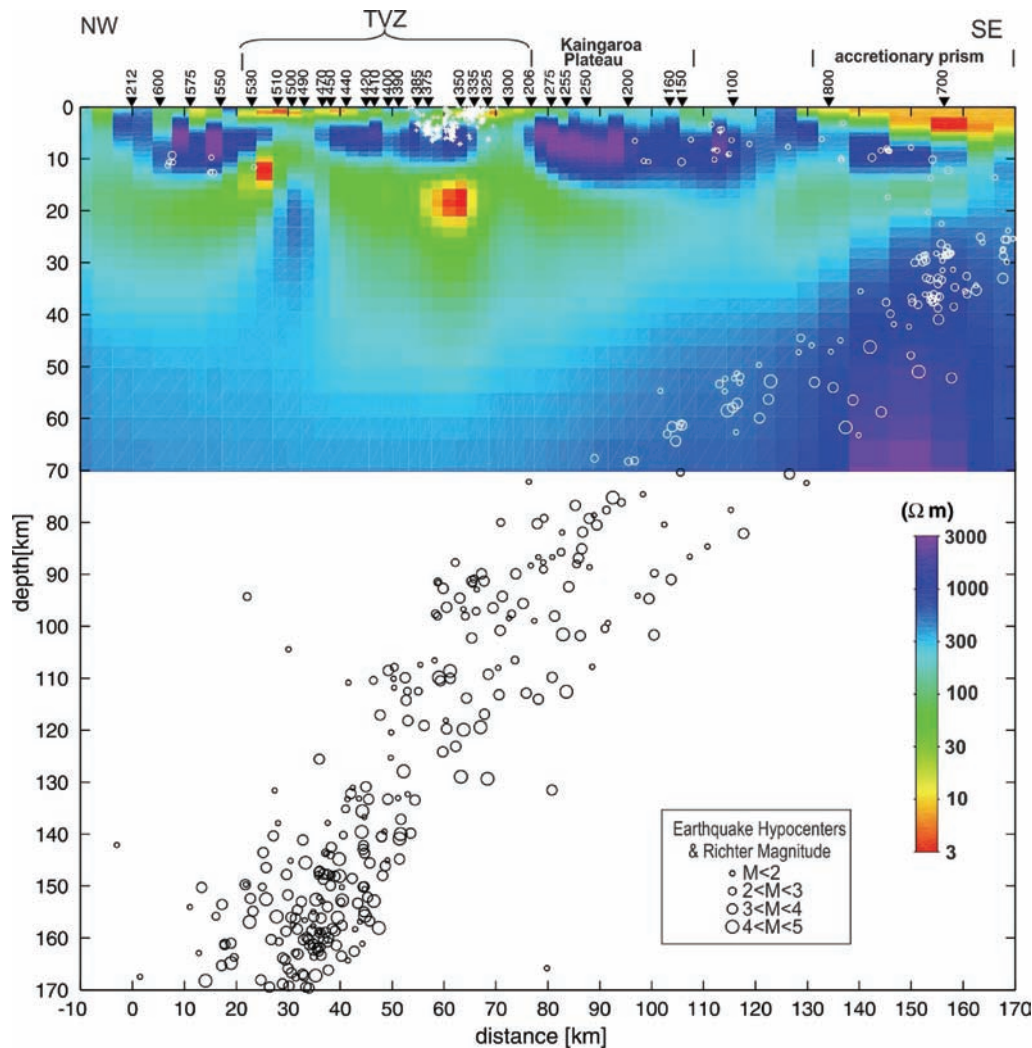 NW
TVZ
SE
Kaingaroa
Plateau
accretionary prism
212 600 575 550 530 510 500 490 470 450 440 420 410 400 390 385 375 350 335 325 300 206 275 255 250 200 160 150 100 800 700
0
10
20
30
40
50
60
70
80
90
100
110
120
130
140
150
160
170
depth[km]
(Ω m)
3000
1000
300
100
30
10
3
Earthquake Hypocenters
& Richter Magnitude
M<2
2<M<3
3<M<4
4<M<5
-10 0 10 20 30 40 50 60 70 80 90 100 110 120 130 140 150 160 170
distance [km]